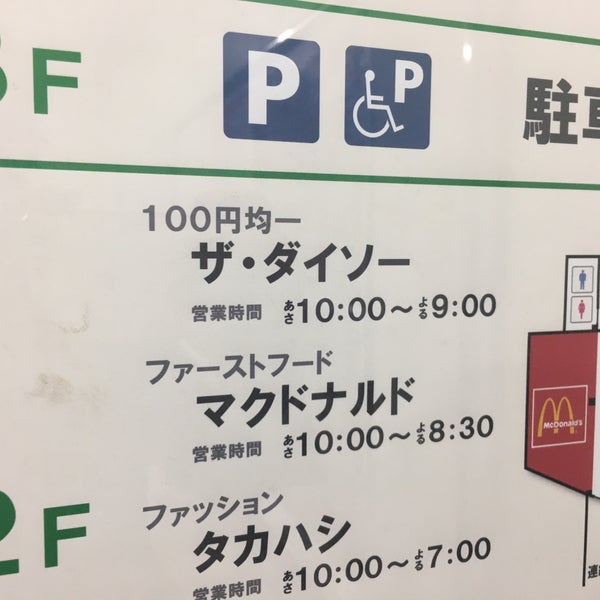 3F
P
P
駐車
100円均一
ザ・ダイソー
営業時間 あさ10:00〜よる9:00
ファーストフード
マクドナルド
営業時間 あさ10:00〜よる8:30
McDonald's
2F
ファッション
タカハシ
営業時間 あさ10:00〜よる7:00